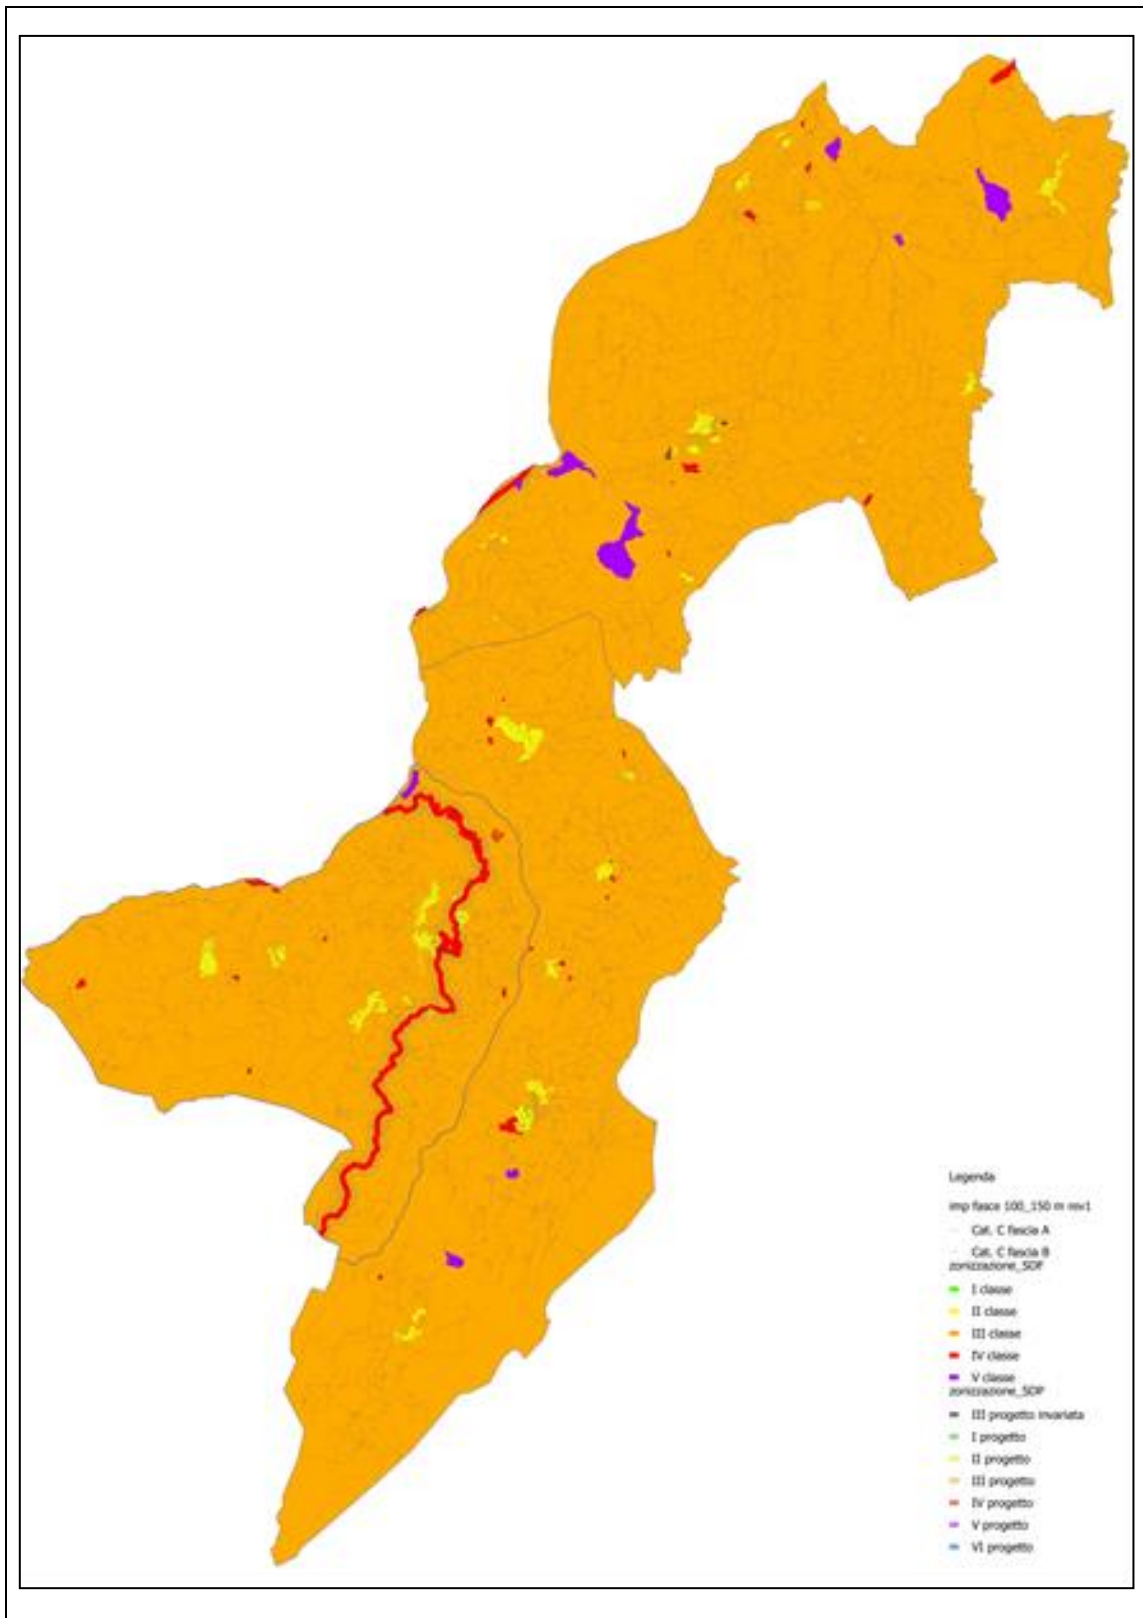 Legenda
imp fasce 100_150 m rev1
Cat. C fascia A
Cat. C fascia B
zonizzazione_SDF
I classe
II classe
III classe
IV classe
V classe
zonizzazione_SDP
III progetto invariata
I progetto
II progetto
III progetto
IV progetto
V progetto
VI progetto